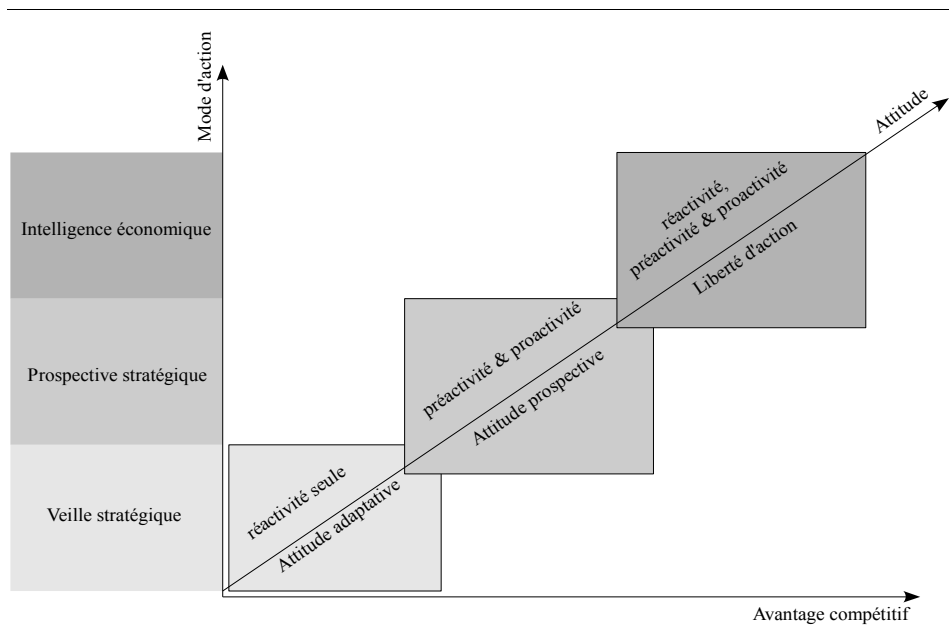 Mode d'action
Attitude
Intelligence économique
réactivité,
préactivité & proactivité
Liberté d'action
Prospective stratégique
préactivité & proactivité
Attitude prospective
Veille stratégique
réactivité seule
Attitude adaptative
Avantage compétitif